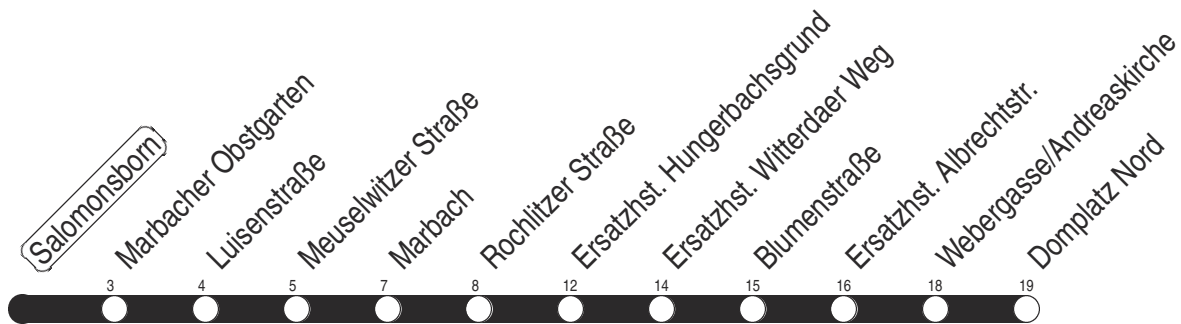 Salomonsborn
Marbacher Obstgarten
Luisenstraße
Meuselwitzer Straße
Marbach
Rochlitzer Straße
Ersatzhst. Hungerbachsgrund
Ersatzhst. Witterdaer Weg
Blumenstraße
Ersatzhst. Albrechtstr.
Webergasse/Andreaskirche
Domplatz Nord
3 4 5 7 8 12 14 15 16 18 19